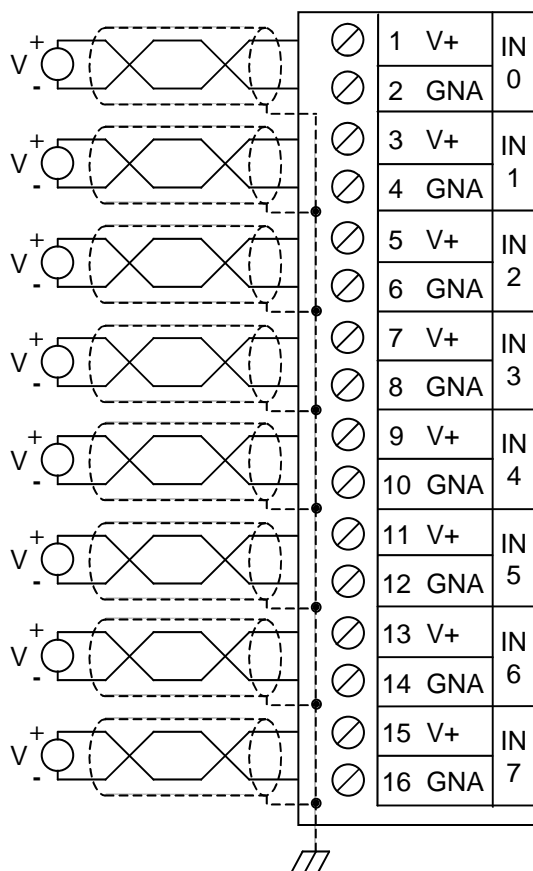 +
V
-
1 V+
2 GNA
IN
0
+
V
-
3 V+
4 GNA
IN
1
+
V
-
5 V+
6 GNA
IN
2
+
V
-
7 V+
8 GNA
IN
3
+
V
-
9 V+
10 GNA
IN
4
+
V
-
11 V+
12 GNA
IN
5
+
V
-
13 V+
14 GNA
IN
6
+
V
-
15 V+
16 GNA
IN
7